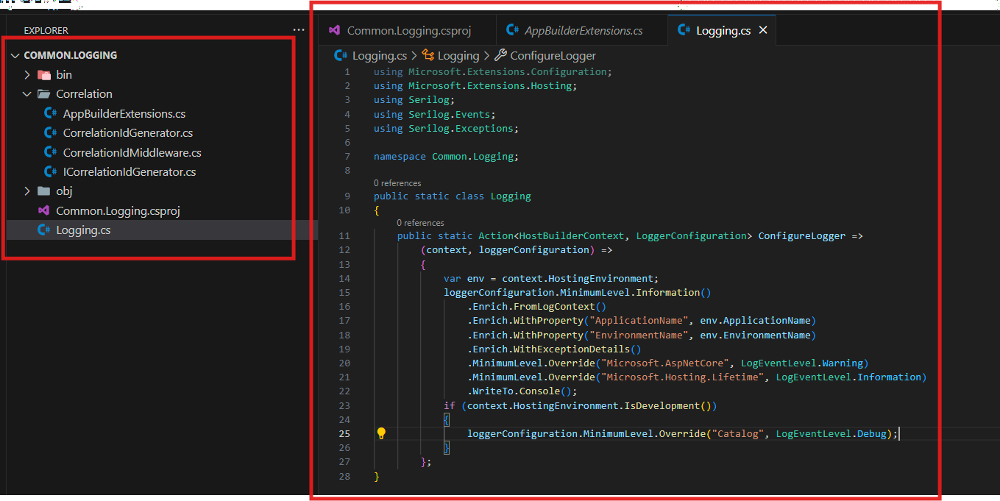 EXPLORER
COMMON.LOGGING
bin
Correlation
AppBuilderExtensions.cs
CorrelationIdGenerator.cs
CorrelationIdMiddleware.cs
ICorrelationIdGenerator.cs
obj
Common.Logging.csproj
Logging.cs
Common.Logging.csproj AppBuilderExtensions.cs Logging.cs
Logging.cs > Logging > ConfigureLogger
1 using Microsoft.Extensions.Configuration;
2 using Microsoft.Extensions.Hosting;
3 using Serilog;
4 using Serilog.Events;
5 using Serilog.Exceptions;
6
7 namespace Common.Logging;
8
0 references
9 public static class Logging
10 {
0 references
11 public static Action<HostBuilderContext, LoggerConfiguration> ConfigureLogger =>
12 (context, loggerConfiguration) =>
13 {
14 var env = context.HostingEnvironment;
15 loggerConfiguration.MinimumLevel.Information()
16 .Enrich.FromLogContext()
17 .Enrich.WithProperty("ApplicationName", env.ApplicationName)
18 .Enrich.WithProperty("EnvironmentName", env.EnvironmentName)
19 .Enrich.WithExceptionDetails()
20 .MinimumLevel.Override("Microsoft.AspNetCore", LogEventLevel.Warning)
21 .MinimumLevel.Override("Microsoft.Hosting.Lifetime", LogEventLevel.Information)
22 .WriteTo.Console();
23 if (context.HostingEnvironment.IsDevelopment())
24 {
25 loggerConfiguration.MinimumLevel.Override("Catalog", LogEventLevel.Debug);
26 }
27 };
28 }